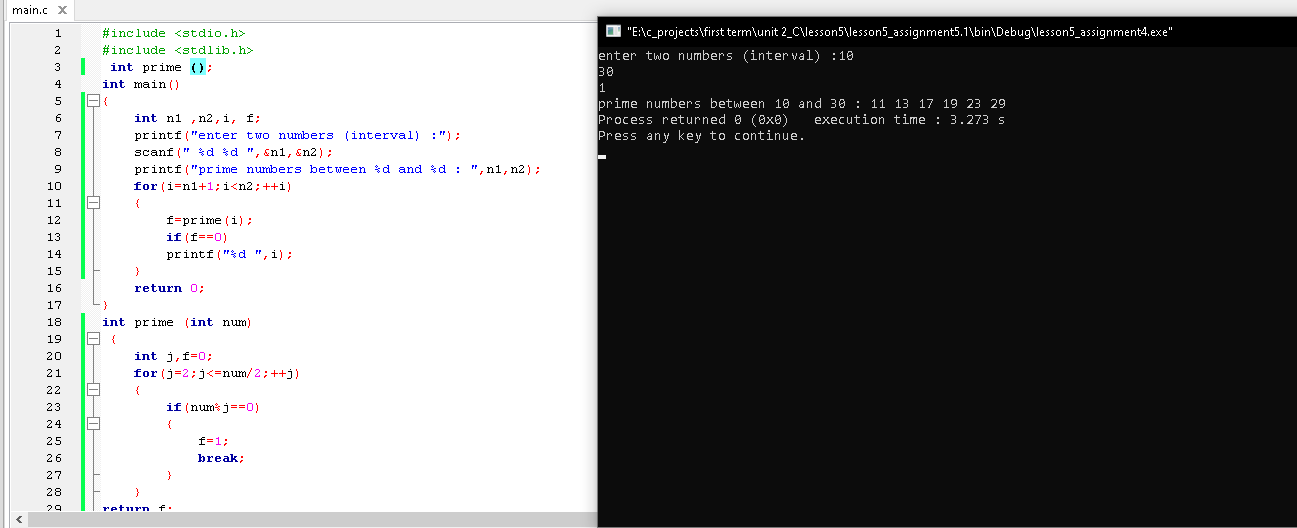 main.c
1 #include <stdio.h>
2 #include <stdlib.h>
3 int prime ();
4 int main()
5 {
6 int n1 ,n2,i, f;
7 printf("enter two numbers (interval) :");
8 scanf(" %d %d ",&n1,&n2);
9 printf("prime numbers between %d and %d : ",n1,n2);
10 for(i=n1+1;i<n2;++i)
11 {
12 f=prime(i);
13 if(f==0)
14 printf("%d ",i);
15 }
16 return 0;
17 }
18 int prime (int num)
19 {
20 int j,f=0;
21 for(j=2;j<=num/2;++j)
22 {
23 if(num%j==0)
24 {
25 f=1;
26 break;
27 }
28 }
29 return f;
"E:\c_projects\first term\unit 2_C\lesson5\lesson5_assignment5.1\bin\Debug\lesson5_assignment4.exe"
enter two numbers (interval) :10
30
1
prime numbers between 10 and 30 : 11 13 17 19 23 29
Process returned 0 (0x0)   execution time : 3.273 s
Press any key to continue.